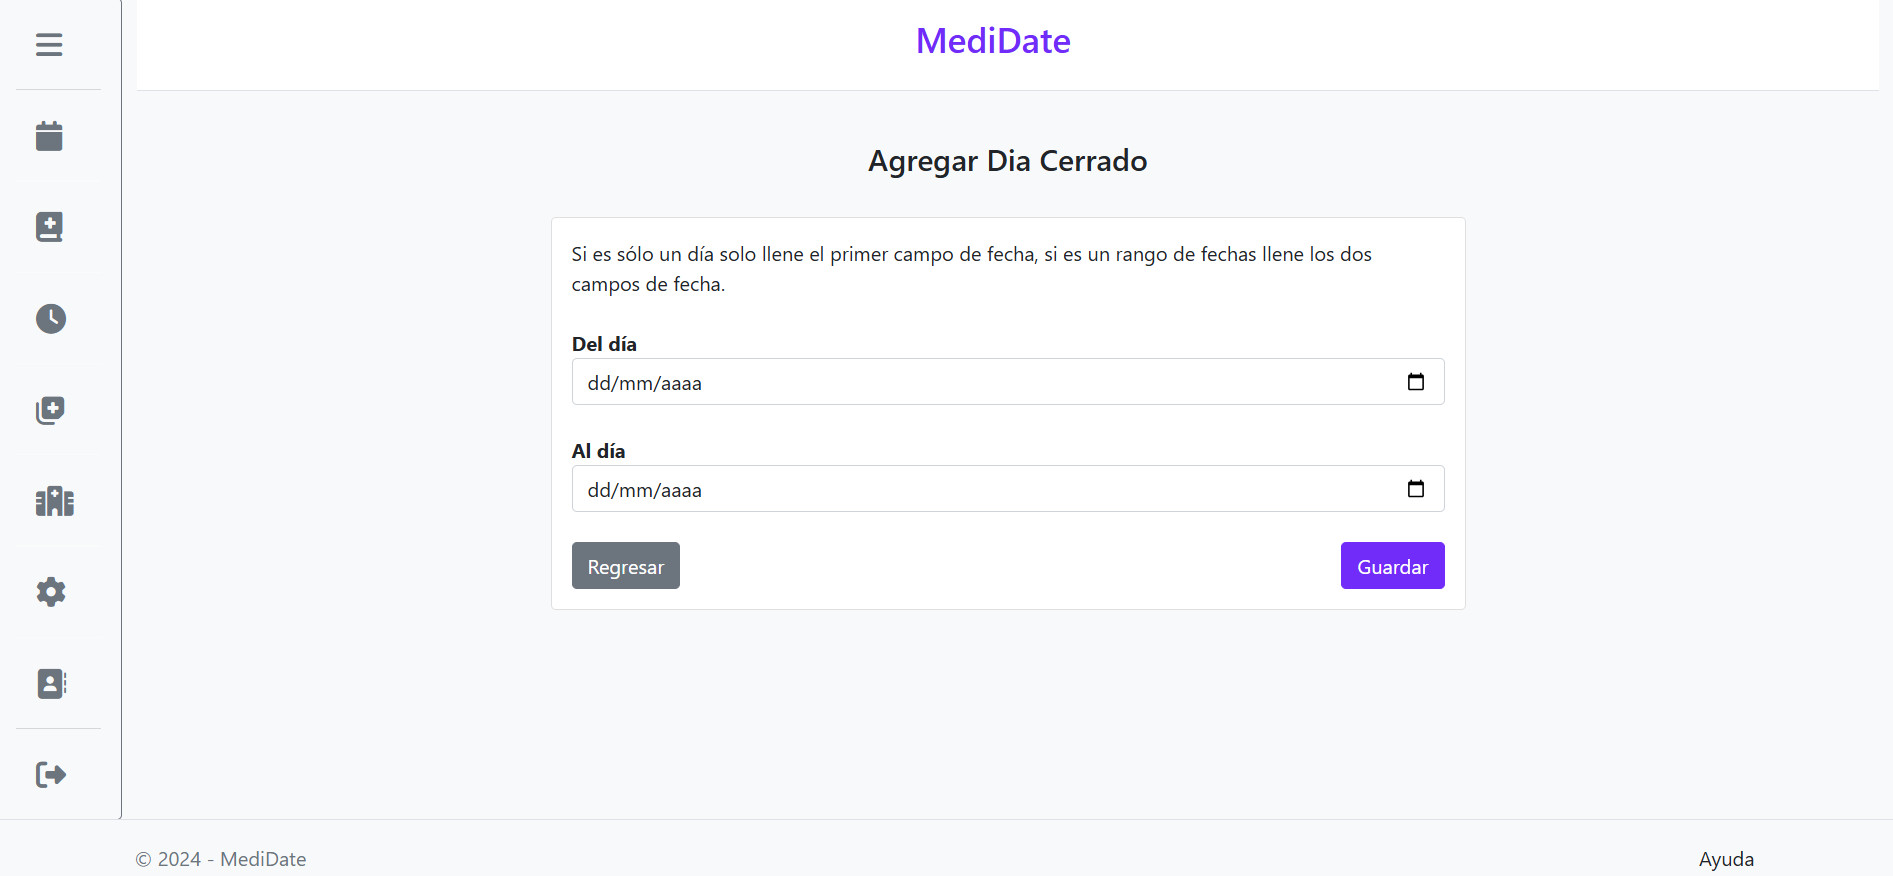 MediDate
Agregar Dia Cerrado
Si es sólo un día solo llene el primer campo de fecha, si es un rango de fechas llene los dos
campos de fecha.
Del día
dd/mm/aaaa
Al día
dd/mm/aaaa
Regresar
Guardar
© 2024 - MediDate
Ayuda